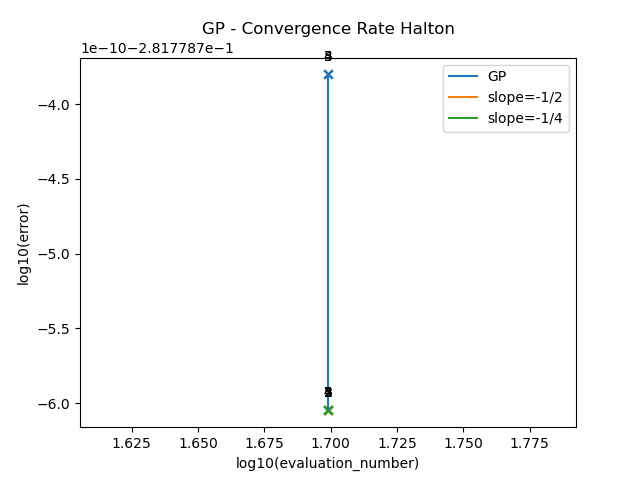 GP - Convergence Rate Halton
1e−10−2.817787e−1
GP
slope=-1/2
slope=-1/4
−4.0
−4.5
−5.0
−5.5
−6.0
log10(error)
1.625
1.650
1.675
1.700
1.725
1.750
1.775
log10(evaluation_number)